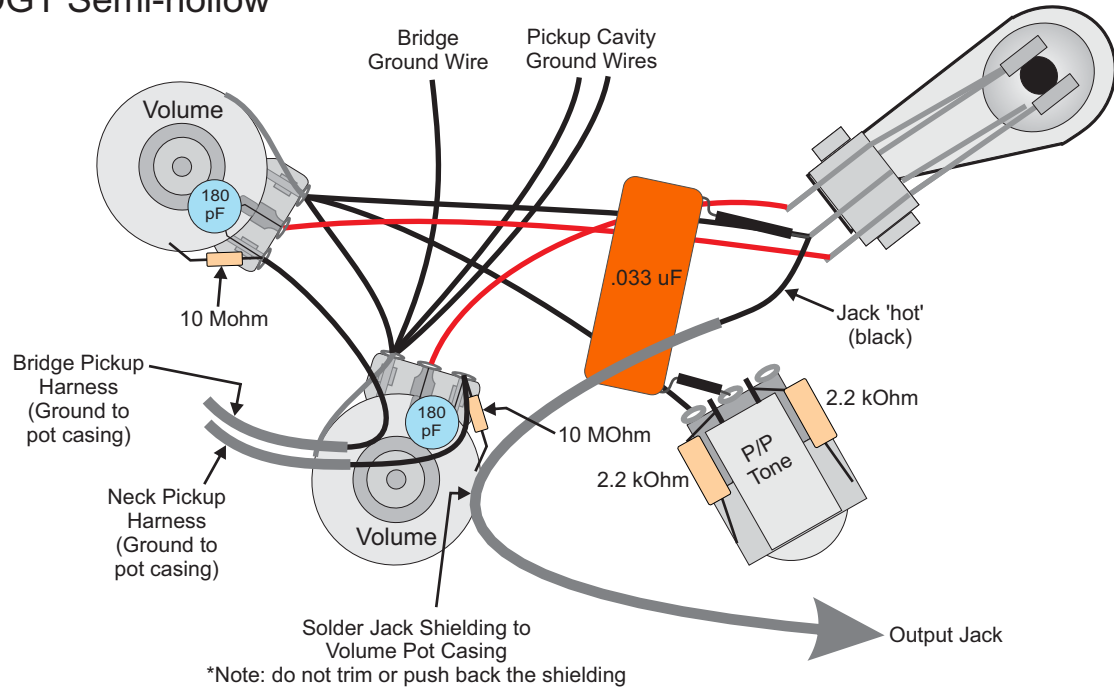 DGT Semi-hollow
Bridge
Ground Wire
Pickup Cavity
Ground Wires
Volume
180
pF
10 Mohm
.033 uF
Jack 'hot'
(black)
Bridge Pickup
Harness
(Ground to
pot casing)
180
pF
10 MOhm
2.2 kOhm
P/P
Tone
2.2 kOhm
Neck Pickup
Harness
(Ground to
pot casing)
Volume
Solder Jack Shielding to
Volume Pot Casing
*Note: do not trim or push back the shielding
Output Jack